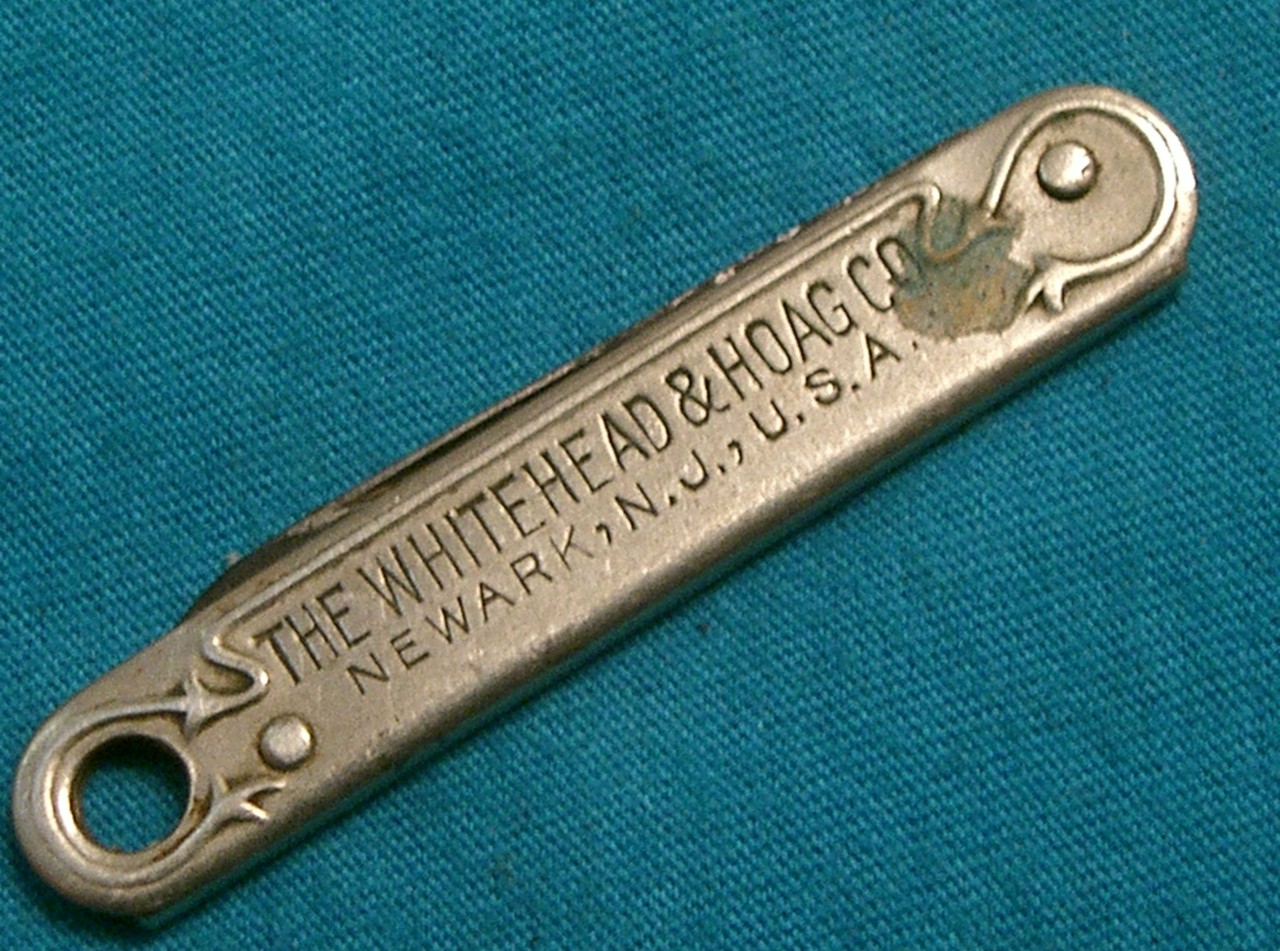 THE WHITEHEAD & HOAG CO
NEWARK, N.J., U.S.A.